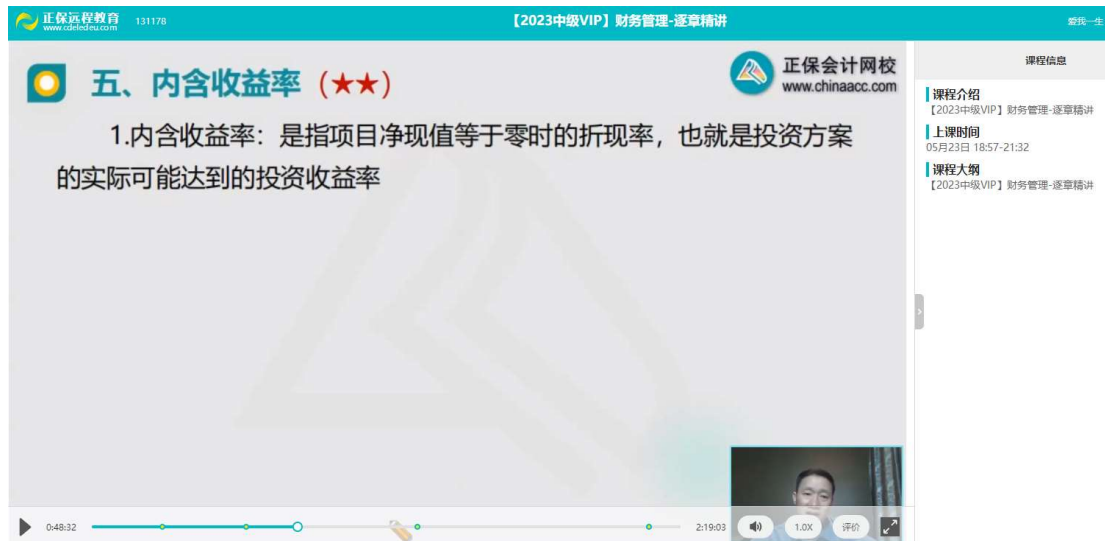 正保远程教育
www.cdeledu.com
131178
【2023中级VIP】财务管理-逐章精讲
爱我一生
五、内含收益率（★★）
正保会计网校
www.chinaacc.com
1.内含收益率：是指项目净现值等于零时的折现率，也就是投资方案
的实际可能达到的投资收益率
课程信息
课程介绍
【2023中级VIP】财务管理-逐章精讲
上课时间
05月23日 18:57-21:32
课程大纲
【2023中级VIP】财务管理-逐章精讲
0:48:32
2:19:03
1.0X
评价